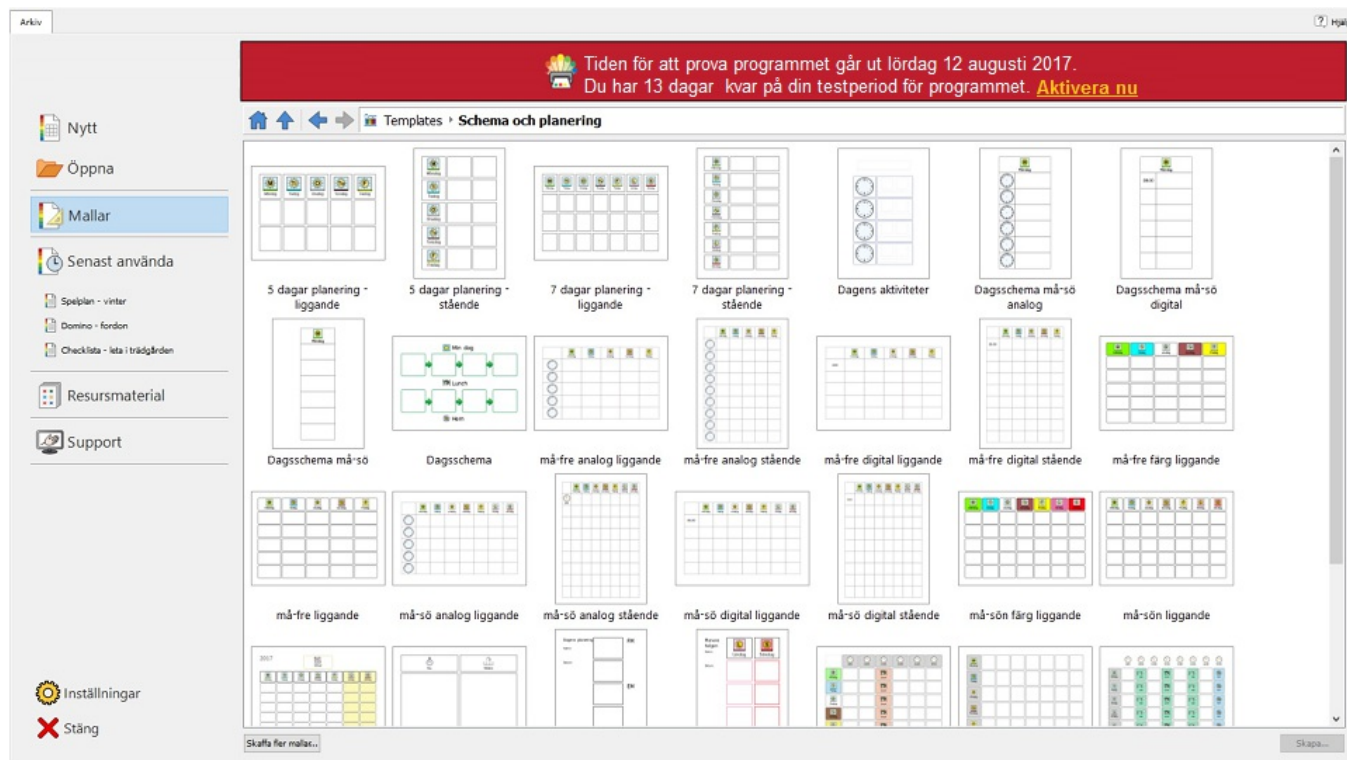 Arkiv
Tiden för att prova programmet går ut lördag 12 augusti 2017.
Du har 13 dagar kvar på din testperiod för programmet. Aktivera nu
Templates
Schema och planering
Nytt
Öppna
Mallar
Senast använda
Spelplan - vinter
Domino - fordon
Checklista - leta i trädgården
Resursmaterial
Support
Inställningar
Stäng
5 dagar planering -
liggande
5 dagar planering -
stående
7 dagar planering -
liggande
7 dagar planering -
stående
Dagens aktiviteter
Dagsschema må-sö
analog
Dagsschema må-sö
digital
Min dag
Lunch
Hem
Dagsschema må-sö
Dagsschema
må-fre analog liggande
må-fre analog stående
må-fre digital liggande
må-fre digital stående
må-fre färg liggande
må-fre liggande
må-sö analog liggande
må-sö analog stående
må-sö digital liggande
må-sö digital stående
må-sön färg liggande
må-sön liggande
2017
Skaffa fler mallar...
Skapa...